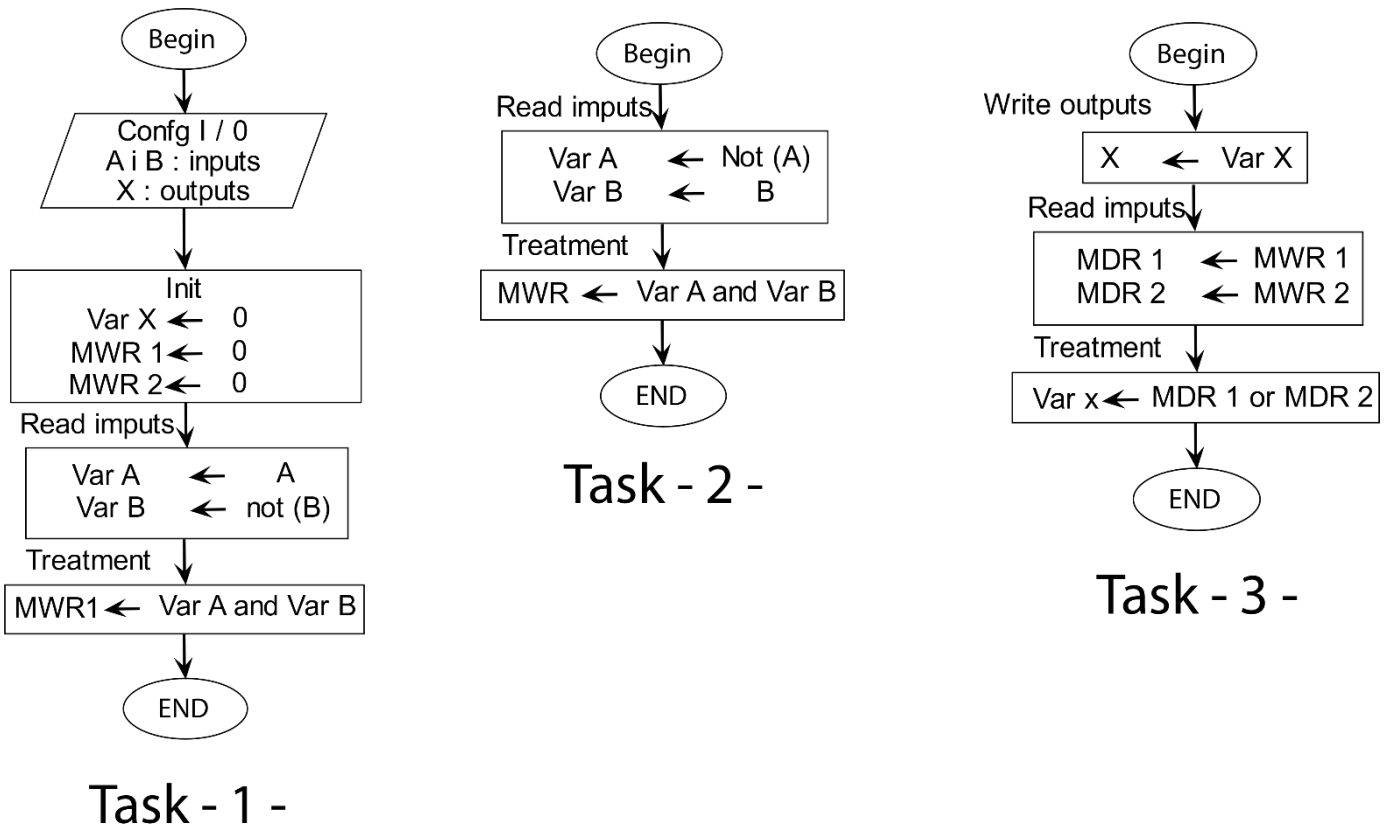 Begin
Confg I / 0
A i B : inputs
X : outputs
Init
Var X ← 0
MWR 1 ← 0
MWR 2 ← 0
Read imputs
Var A ← A
Var B ← not (B)
Treatment
MWR1 ← Var A and Var B
END
Task - 1 -
Begin
Read imputs
Var A ← Not (A)
Var B ← B
Treatment
MWR ← Var A and Var B
END
Task - 2 -
Begin
Write outputs
X ← Var X
Read imputs
MDR 1 ← MWR 1
MDR 2 ← MWR 2
Treatment
Var x ← MDR 1 or MDR 2
END
Task - 3 -